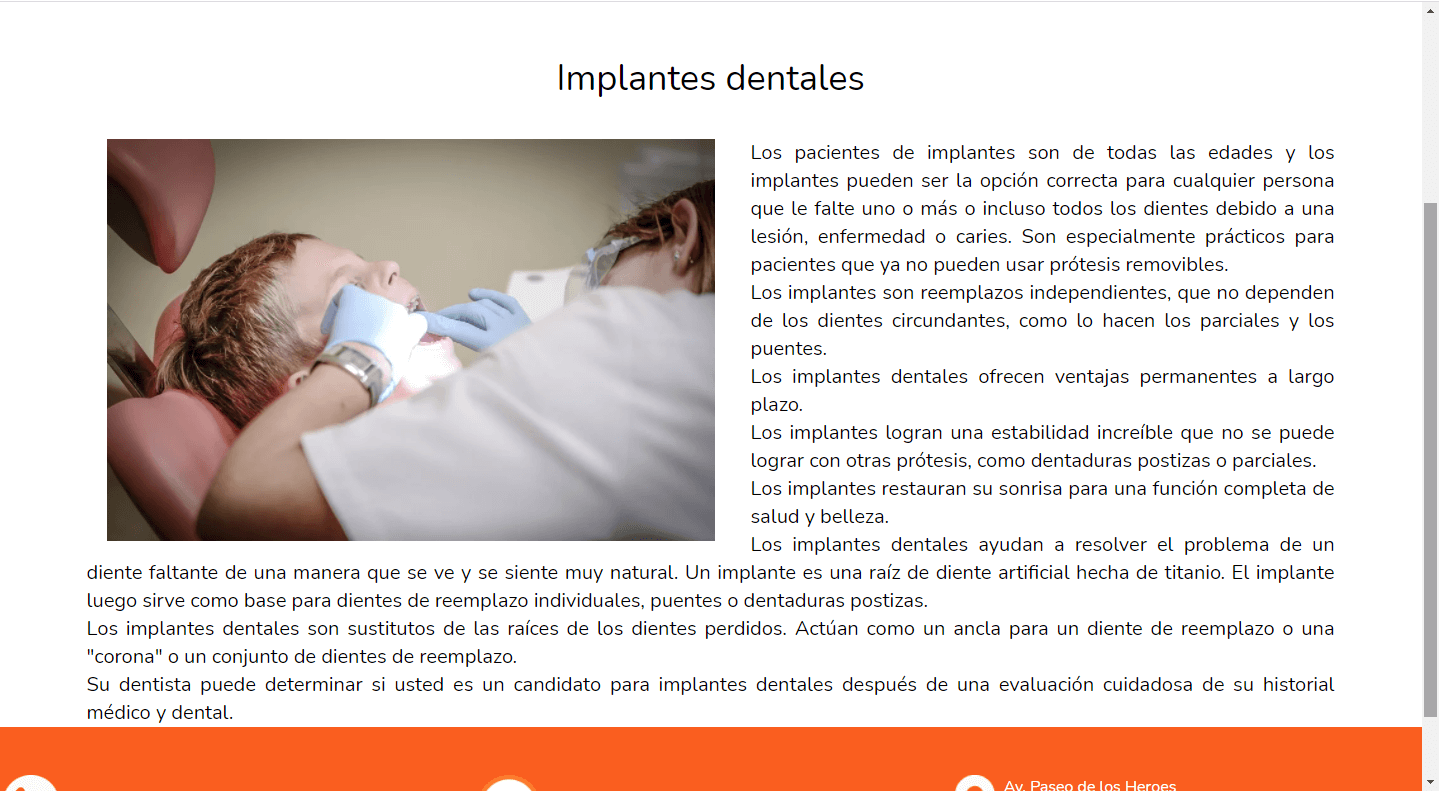 Implantes dentales
Los pacientes de implantes son de todas las edades y los
implantes pueden ser la opción correcta para cualquier persona
que le falte uno o más o incluso todos los dientes debido a una
lesión, enfermedad o caries. Son especialmente prácticos para
pacientes que ya no pueden usar prótesis removibles.
Los implantes son reemplazos independientes, que no dependen
de los dientes circundantes, como lo hacen los parciales y los
puentes.
Los implantes dentales ofrecen ventajas permanentes a largo
plazo.
Los implantes logran una estabilidad increíble que no se puede
lograr con otras prótesis, como dentaduras postizas o parciales.
Los implantes restauran su sonrisa para una función completa de
salud y belleza.
Los implantes dentales ayudan a resolver el problema de un
diente faltante de una manera que se ve y se siente muy natural. Un implante es una raíz de diente artificial hecha de titanio. El implante
luego sirve como base para dientes de reemplazo individuales, puentes o dentaduras postizas.
Los implantes dentales son sustitutos de las raíces de los dientes perdidos. Actúan como un ancla para un diente de reemplazo o una
"corona" o un conjunto de dientes de reemplazo.
Su dentista puede determinar si usted es un candidato para implantes dentales después de una evaluación cuidadosa de su historial
médico y dental.
Av. Paseo de los Heroes